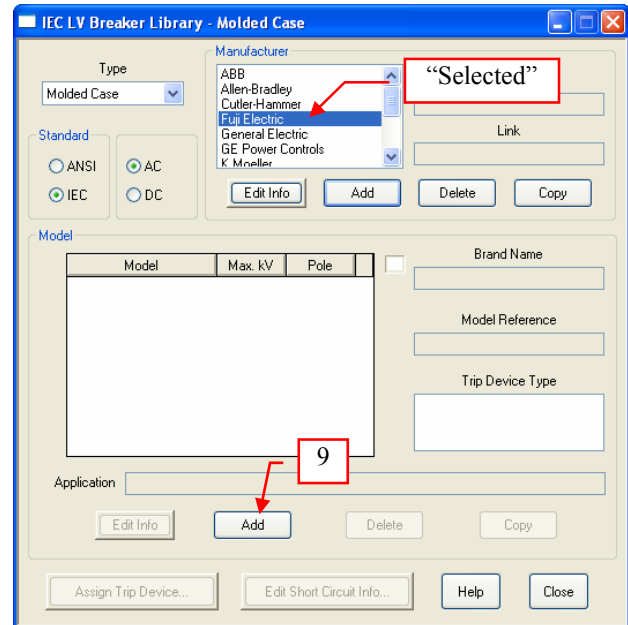 IEC LV Breaker Library - Molded Case
Type
Molded Case
Standard
ANSI
AC
IEC
DC
Manufacturer
ABB
Allen-Bradley
Cutler-Hammer
Fuji Electric
General Electric
GE Power Controls
K Moeller
“Selected”
Link
Edit Info
Add
Delete
Copy
Model
Model Max. kV Pole
Brand Name
Model Reference
Trip Device Type
9
Application
Edit Info
Add
Delete
Copy
Assign Trip Device...
Edit Short Circuit Info...
Help
Close